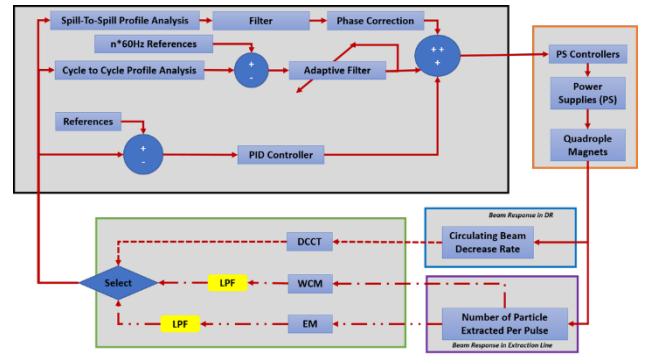 Spill-To-Spill Profile Analysis
Filter
Phase Correction
n*60Hz References
+ +
+
PS Controllers
Cycle to Cycle Profile Analysis
+
-
Adaptive Filter
Power
Supplies (PS)
References
Quadrople
Magnets
+
-
PID Controller
Beam Response in DR
DCCT
Circulating Beam
Decrease Rate
Select
LPF
WCM
LPF
EM
Number of Particle
Extracted Per Pulse
Beam Response in Extraction Line